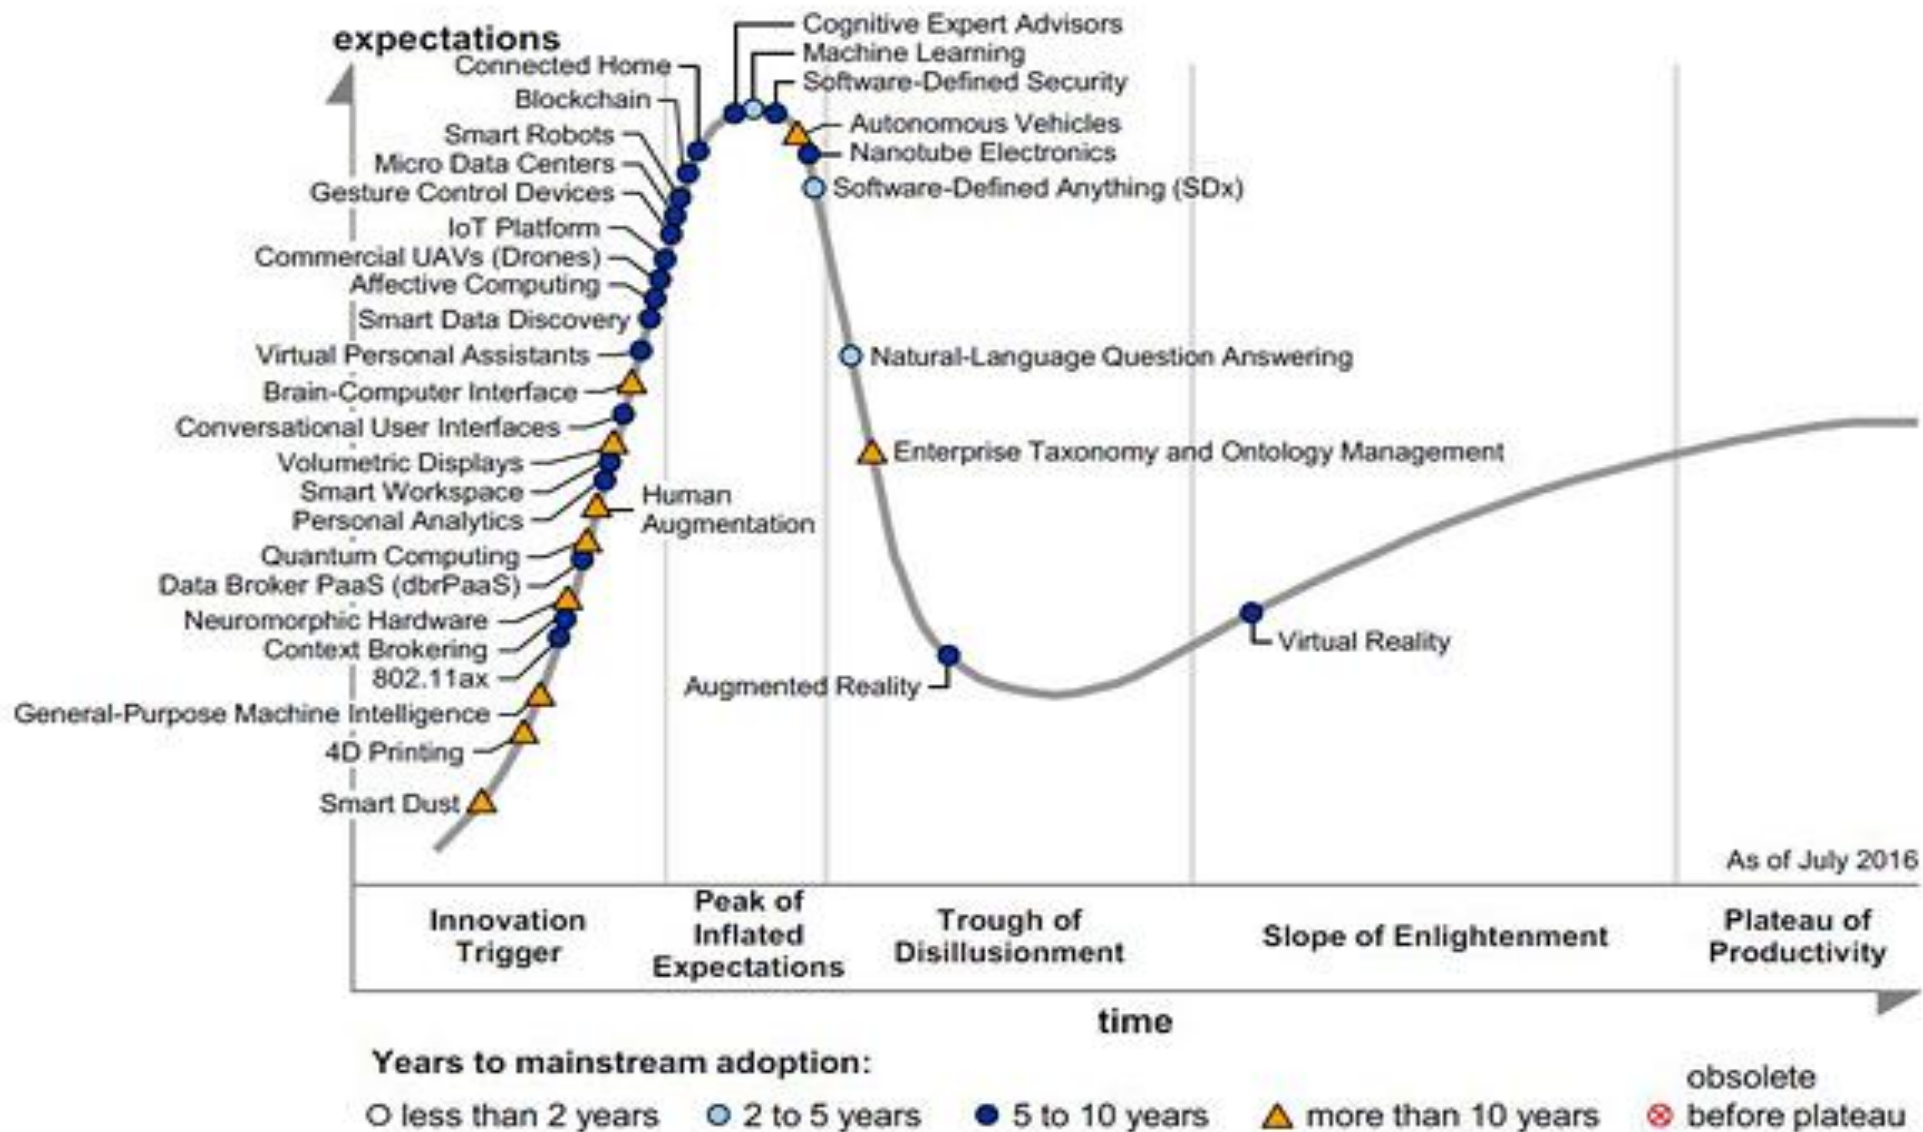 expectations
Cognitive Expert Advisors
Machine Learning
Software-Defined Security
Connected Home
Blockchain
Smart Robots
Micro Data Centers
Gesture Control Devices
IoT Platform
Commercial UAVs (Drones)
Affective Computing
Smart Data Discovery
Virtual Personal Assistants
Brain-Computer Interface
Conversational User Interfaces
Volumetric Displays
Smart Workspace
Personal Analytics
Quantum Computing
Data Broker PaaS (dbrPaaS)
Neuromorphic Hardware
Context Brokering
802.11ax
General-Purpose Machine Intelligence
4D Printing
Smart Dust
Human
Augmentation
Autonomous Vehicles
Nanotube Electronics
Software-Defined Anything (SDx)
Natural-Language Question Answering
Enterprise Taxonomy and Ontology Management
Augmented Reality
Virtual Reality
As of July 2016
Innovation
Trigger
Peak of
Inflated
Expectations
Trough of
Disillusionment
Slope of Enlightenment
Plateau of
Productivity
time
Years to mainstream adoption:
less than 2 years
2 to 5 years
5 to 10 years
more than 10 years
obsolete
before plateau